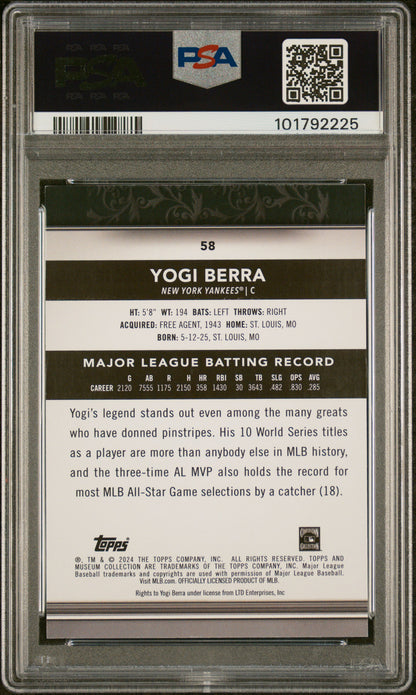 PSA PSA PSA
PSA
PSA PSA PSA
PSA
101792225
58
YOGI BERRA
NEW YORK YANKEES® | C
HT: 5'8" WT: 194 BATS: LEFT THROWS: RIGHT
ACQUIRED: FREE AGENT, 1943 HOME: ST. LOUIS, MO
BORN: 5-12-25, ST. LOUIS, MO
MAJOR LEAGUE BATTING RECORD
G AB R H HR RBI SB TB SLG OPS AVG
CAREER 2120 7555 1175 2150 358 1430 30 3643 .482 .830 .285
Yogi's legend stands out even among the many greats
who have donned pinstripes. His 10 World Series titles
as a player are more than anybody else in MLB history,
and the three-time AL MVP also holds the record for
most MLB All-Star Game selections by a catcher (18).
Topps
®, TM & © 2024 THE TOPPS COMPANY, INC. ALL RIGHTS RESERVED. TOPPS AND
MUSEUM COLLECTION ARE TRADEMARKS OF THE TOPPS COMPANY, INC. Major League
Baseball trademarks and copyrights are used with permission of Major League Baseball.
Visit MLB.com. OFFICIALLY LICENSED PRODUCT OF MLB.
Rights to Yogi Berra under license from LTD Enterprises, Inc